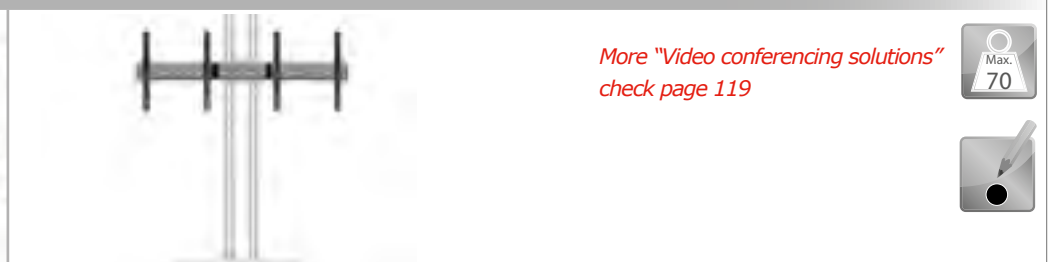 More “Video conferencing solutions”
check page 119
Max.
70